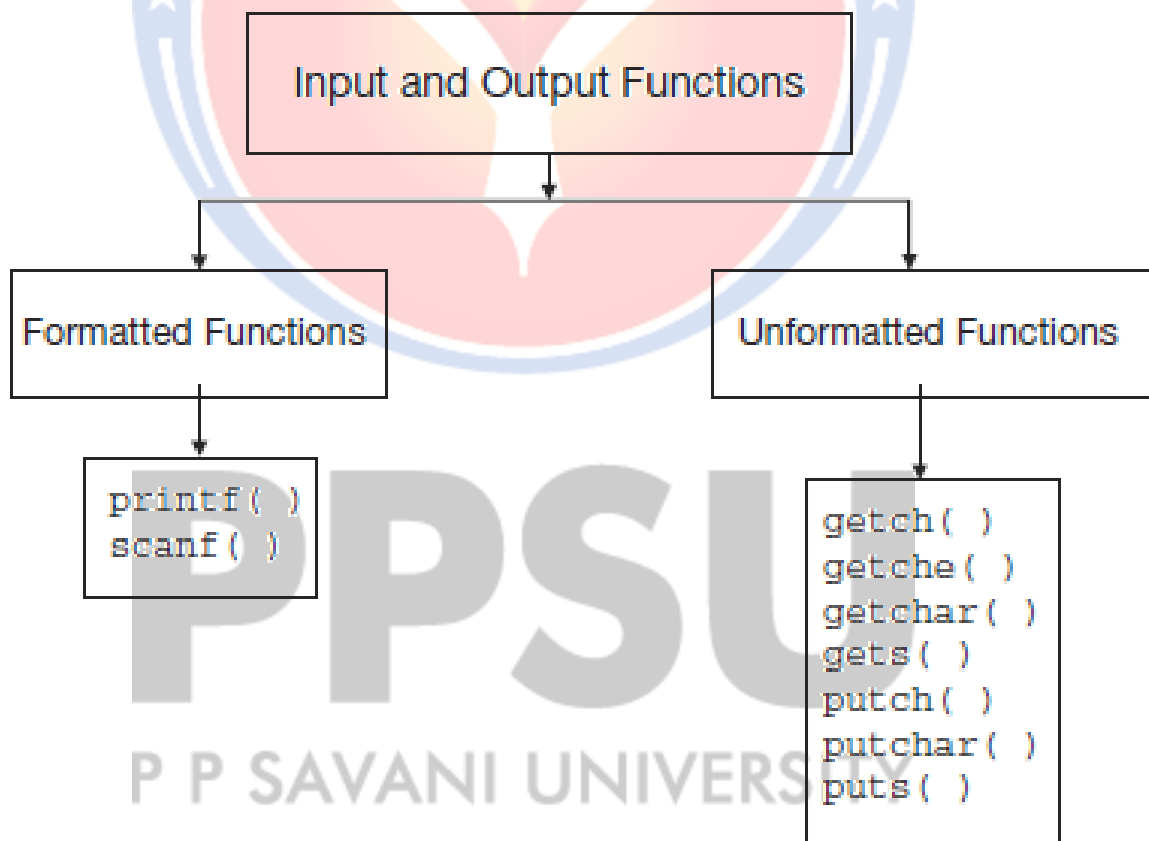 Input and Output Functions
Formatted Functions
Unformatted Functions
printf( )
scanf( )
getch( )
getche( )
getchar( )
gets( )
putch( )
putchar( )
puts( )
PPSU
P P SAVANI UNIVERSITY